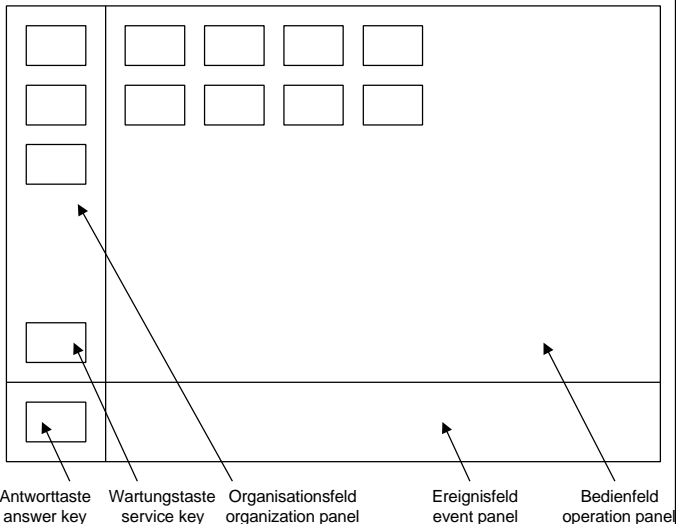 Antworttaste
answer key
Wartungstaste
service key
Organisationsfeld
organization panel
Ereignisfeld
event panel
Bedienfeld
operation panel